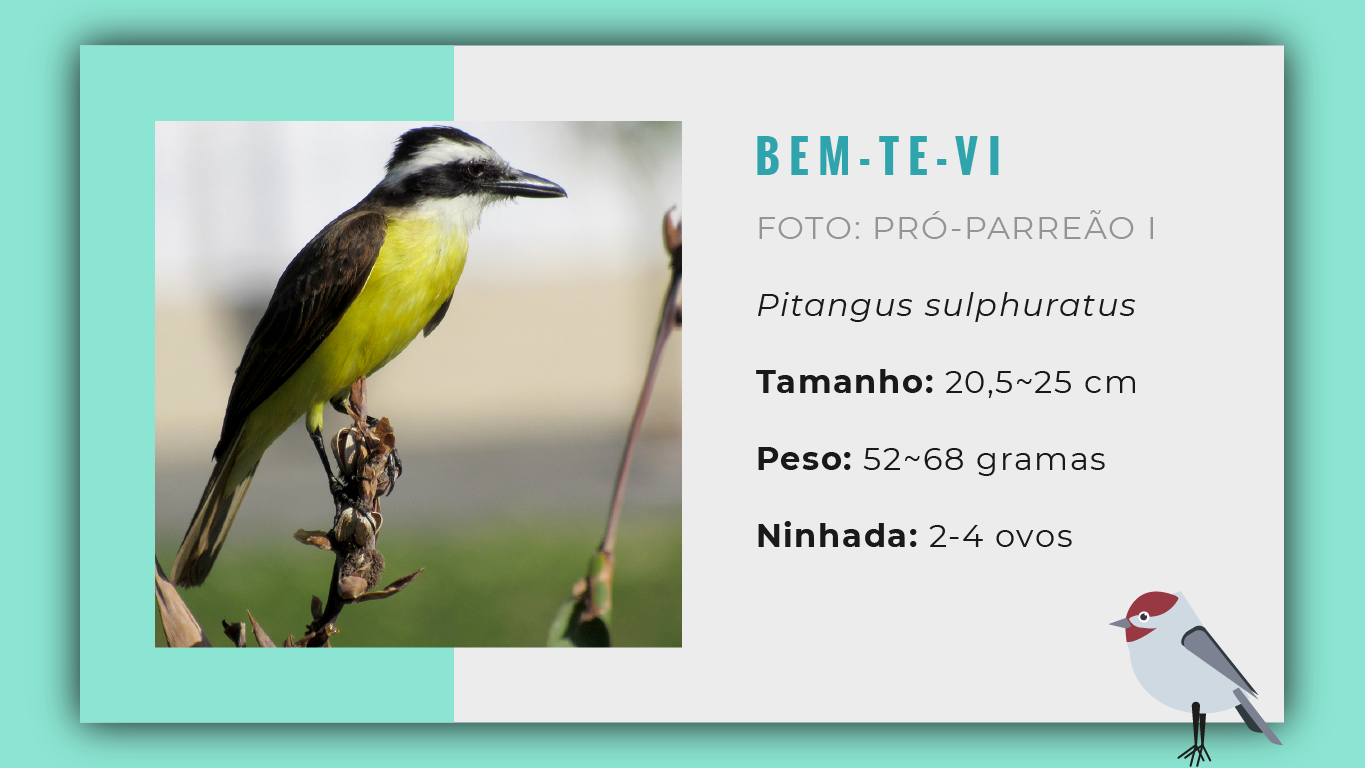 BEM-TE-VI
FOTO: PRÓ-PARREÃO I
Pitangus sulphuratus
Tamanho: 20,5~25 cm
Peso: 52~68 gramas
Ninhada: 2-4 ovos